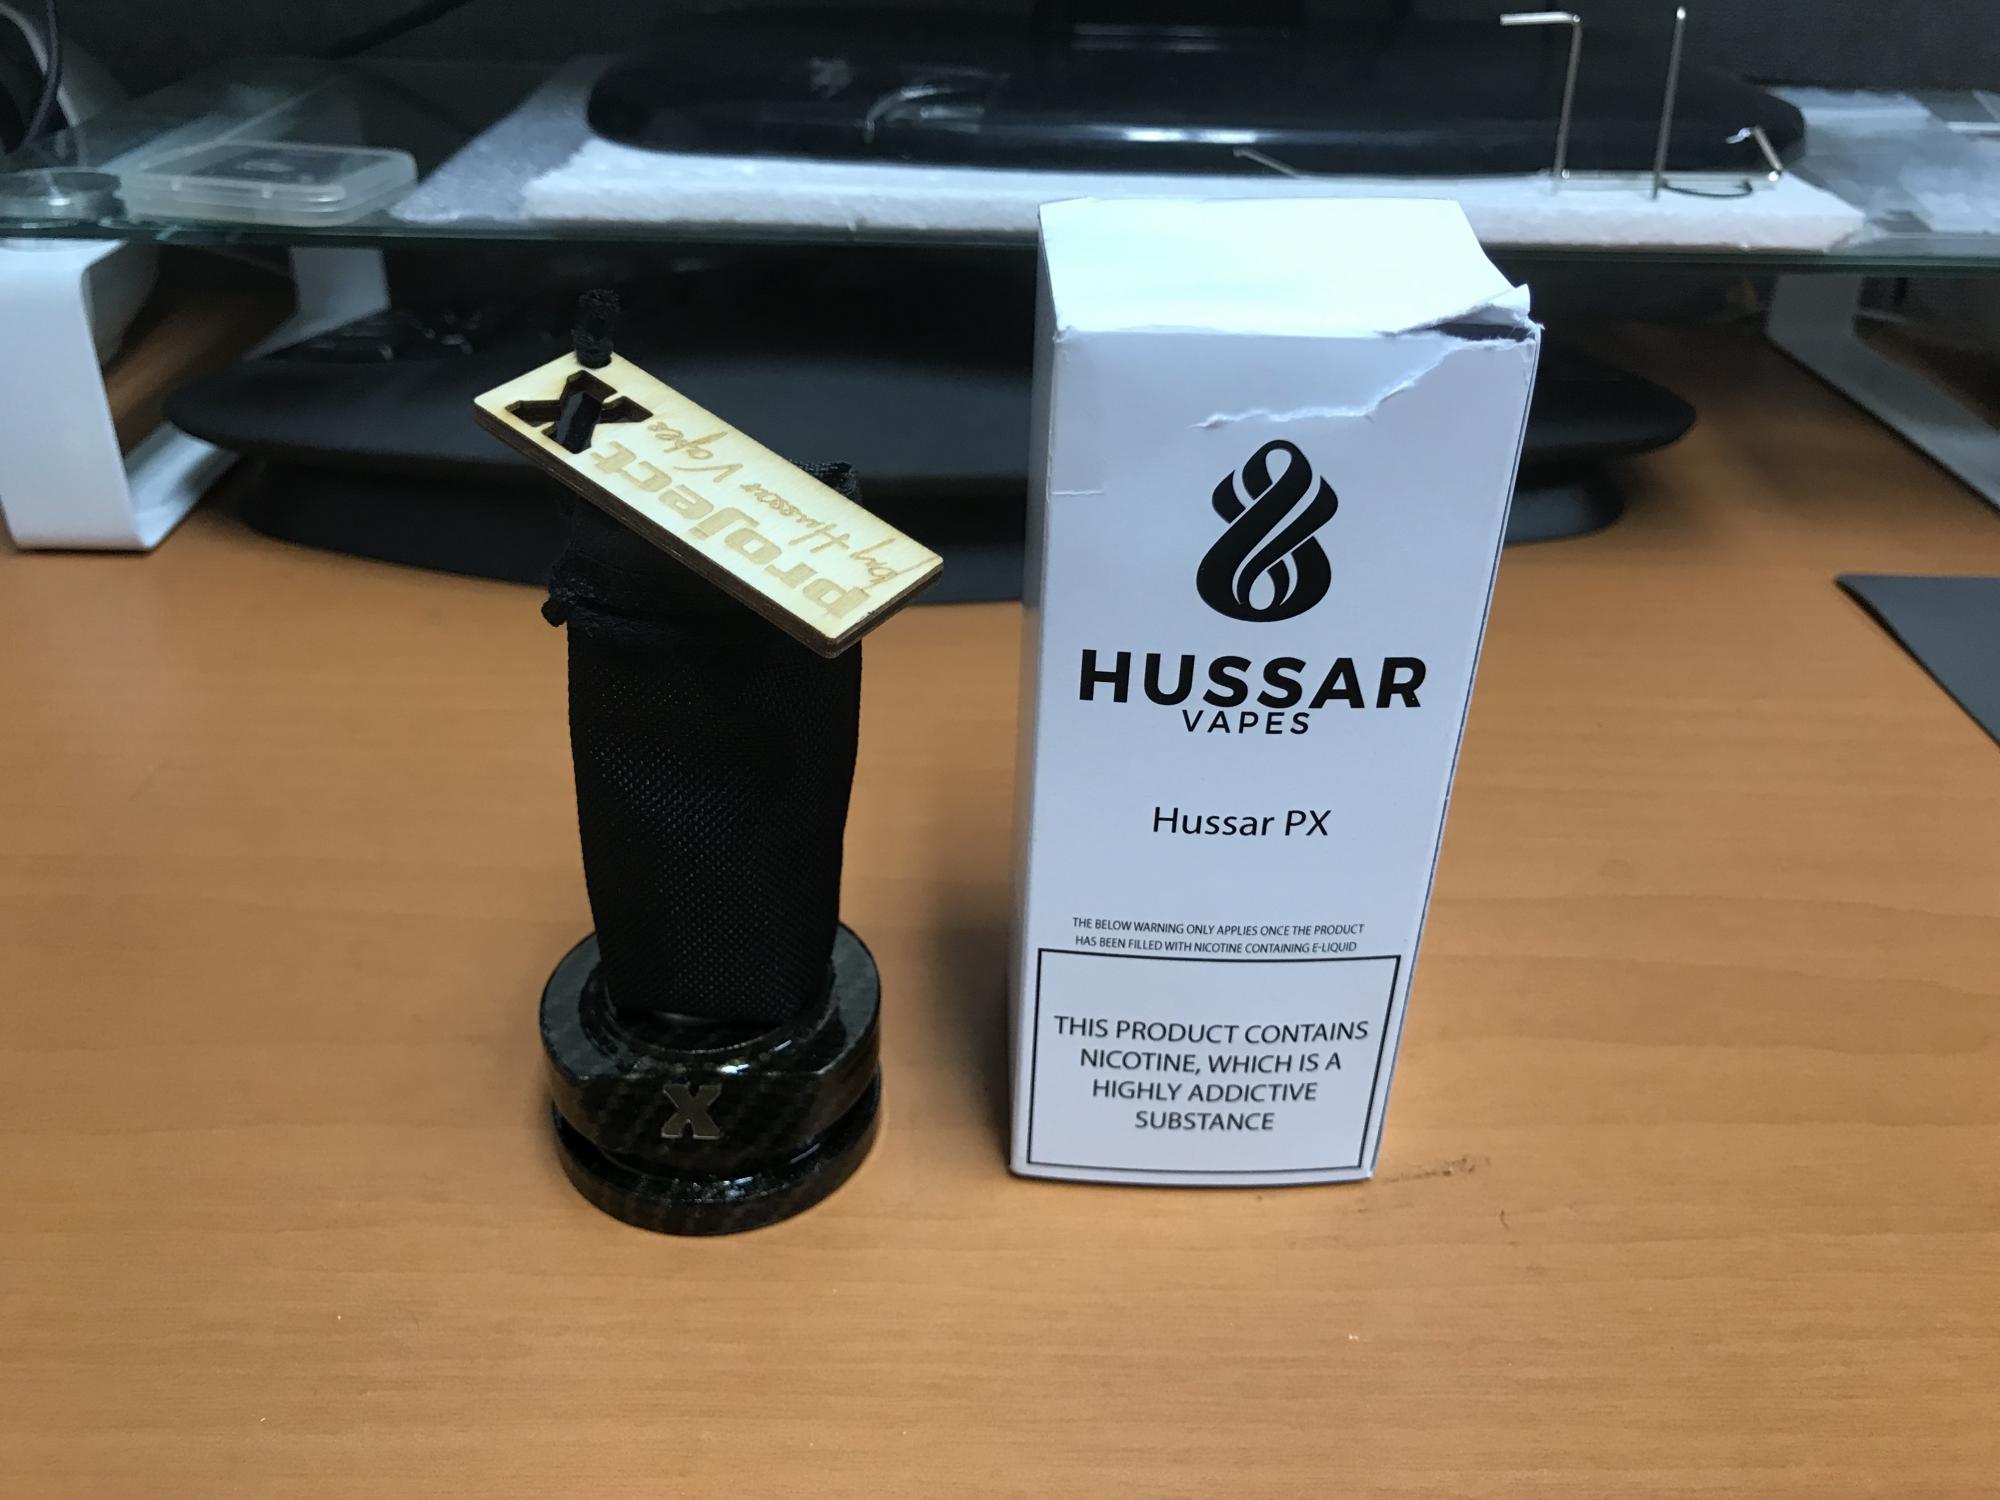 project X
by Hussar Vapes
X
HUSSAR
VAPES
Hussar PX
THE BELOW WARNING ONLY APPLIES ONCE THE PRODUCT
HAS BEEN FILLED WITH NICOTINE CONTAINING E-LIQUID
THIS PRODUCT CONTAINS
NICOTINE, WHICH IS A
HIGHLY ADDICTIVE
SUBSTANCE